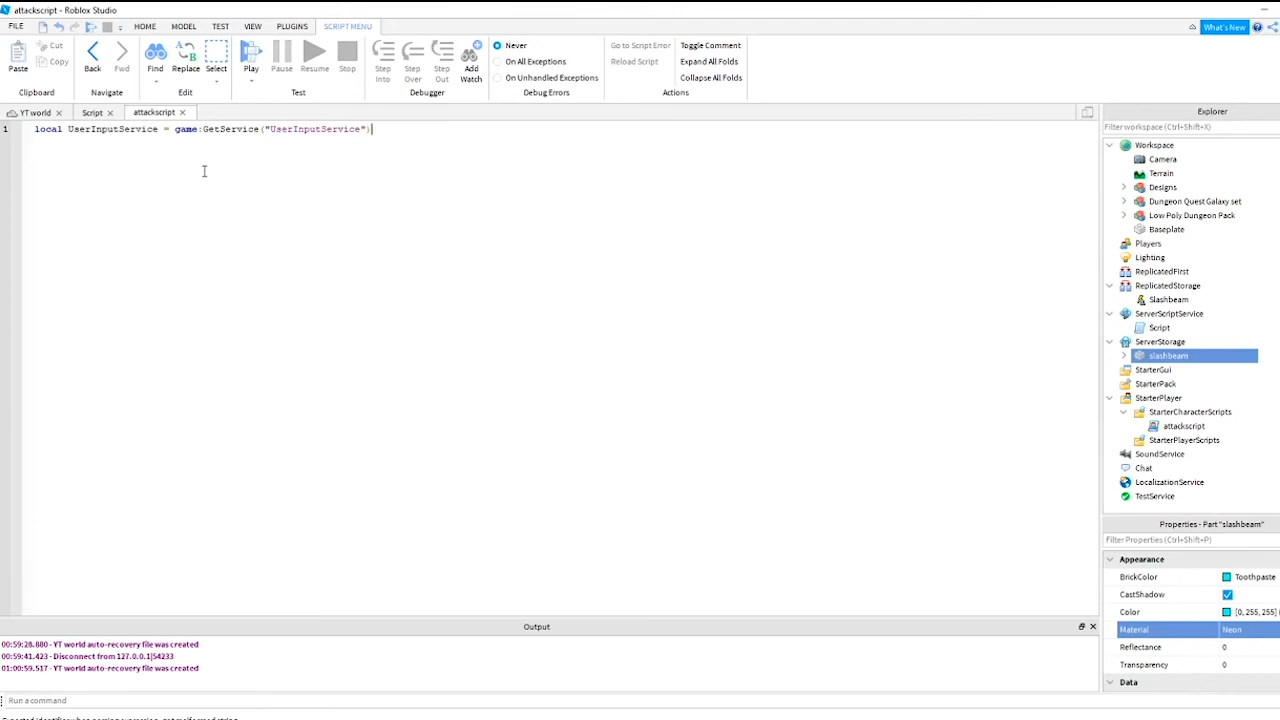 attackscript - Roblox Studio
FILE HOME MODEL TEST VIEW PLUGINS SCRIPT MENU What's New
Paste Cut Copy Back Fwd Find Replace Select Play Pause Resume Stop Step Into Step Over Step Out Add Watch
Never
On All Exceptions
On Unhandled Exceptions
Go to Script Error
Reload Script
Toggle Comment
Expand All Folds
Collapse All Folds
Clipboard Navigate Edit Test Debugger Debug Errors Actions
YT world Script attackscript
1 local UserInputService = game:GetService("UserInputService")
Explorer
Filter workspace (Ctrl+Shift+X)
Workspace
Camera
Terrain
Designs
Dungeon Quest Galaxy set
Low Poly Dungeon Pack
Baseplate
Players
Lighting
ReplicatedFirst
ReplicatedStorage
Slashbeam
ServerScriptService
Script
ServerStorage
slashbeam
StarterGui
StarterPack
StarterPlayer
StarterCharacterScripts
attackscript
StarterPlayerScripts
SoundService
Chat
LocalizationService
TestService
Properties - Part "slashbeam"
Filter Properties (Ctrl+Shift+P)
Appearance
BrickColor Toothpaste
CastShadow
Color [0, 255, 255]
Material Neon
Reflectance 0
Transparency 0
Data
Output
00:59:28.880 - YT world auto-recovery file was created
00:59:41.423 - Disconnect from 127.0.0.1|54233
01:00:59.517 - YT world auto-recovery file was created
Run a command